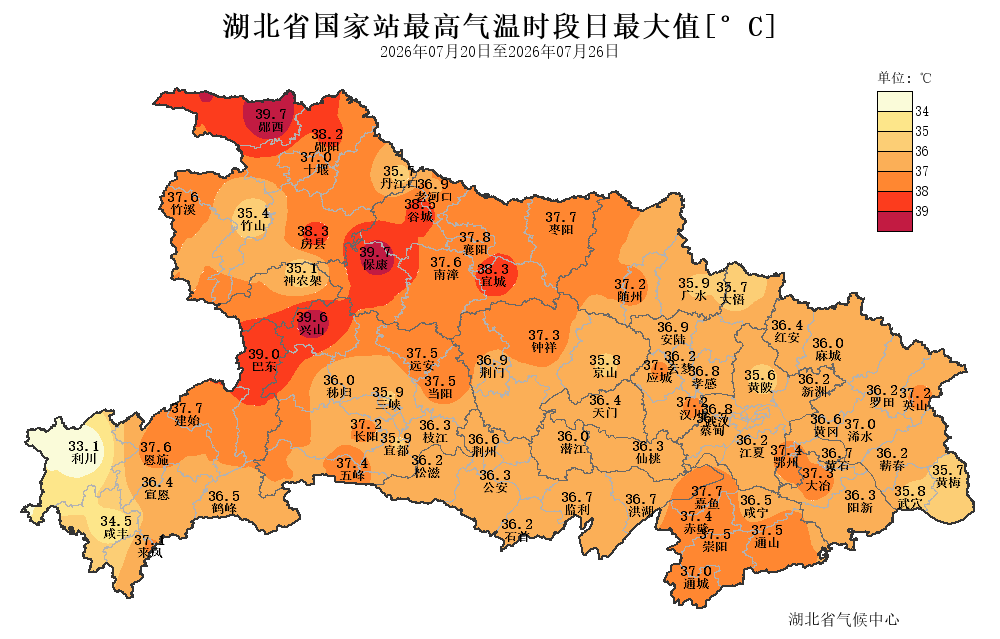 湖北省国家站最高气温时段日最大值[° C]
2026年07月20日至2026年07月26日
单位: ℃
34
35
36
37
38
39
39.7
郧西
38.2
郧阳
37.0
十堰
35.
丹江口
36.9
老河口
37.6
竹溪
35.4
竹山
38.3
房县
38.5
谷城
37.7
枣阳
37.8
襄阳
39.7
保康
37.6
南漳
38.3
宜城
35.1
神农架
37.2
随州
35.9
广水
35.7
大悟
39.6
兴山
36.4
红安
36.9
安陆
37.3
钟祥
36.0
麻城
39.0
巴东
37.5
远安
36.9
荆门
35.8
京山
36.2
云梦
37.
应城
36.8
孝感
35.6
黄陂
36.2
新洲
36.0
秭归
35.9
三峡
37.5
当阳
36.2
罗田
37.2
英山
37.7
建始
36.4
天门
37.2
汉川
36.8
武汉
蔡甸
37.2
长阳
36.3
枝江
36.6
黄冈
37.0
浠水
35.9
宜都
36.6
荆州
36.0
潜江
36.3
仙桃
36.2
江夏
33.1
利川
37.6
恩施
37.4
鄂州
36.7
黄石
36.2
蕲春
37.4
五峰
36.2
松滋
37.3
大冶
35.7
黄梅
36.4
宣恩
36.3
公安
36.5
鹤峰
36.7
监利
36.7
洪湖
37.7
嘉鱼
36.5
咸宁
36.3
阳新
35.8
武穴
34.5
咸丰
36.2
石首
37.4
赤壁
37.5
崇阳
37.5
通山
37.
来凤
37.0
通城
湖北省气候中心